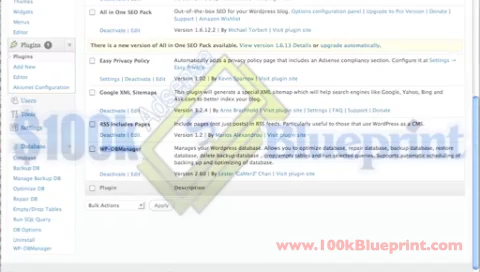 Themes
Widgets
Menus
Editor
Plugins
Plugins
Add New
Editor
Akismet Configuration
Users
Tools
Settings
Database
Database
Backup DB
Manage Backup DB
Optimize DB
Repair DB
Empty/Drop Tables
Run SQL Query
DB Options
Uninstall
WP-DBManager
All in One SEO Pack
Out-of-the-box SEO for your WordPress blog. Options configuration panel | Upgrade to Pro Version | Donate |
Support | Amazon Wishlist
Deactivate | Edit
Version 1.6.12.2 | By Michael Torbert | Visit plugin site
There is a new version of All in One SEO Pack available. View version 1.6.13 Details or upgrade automatically.
Easy Privacy Policy
Automatically adds a privacy policy page that includes an Adsense compliance section. Configure it at Settings →
Easy Privacy
Settings | Deactivate | Edit
Version 1.02 | By Kevin Sparrow | Visit plugin site
Google XML Sitemaps
This plugin will generate a special XML sitemap which will help search engines like Google, Yahoo, Bing and
Ask.com to better index your blog.
Deactivate | Edit
Version 3.2.4 | By Arne Brachhold | Visit plugin site | Settings | FAQ | Support | Donate
RSS Includes Pages
Include pages (not just posts) in RSS feeds. Particularly useful to those that use WordPress as a CMS.
Deactivate | Edit
Version 1.2 | By Marios Alexandrou | Visit plugin site
WP-DBManager
Manages your Wordpress database. Allows you to optimize database, repair database, backup database, restore
database, delete backup database , drop/empty tables and run selected queries. Supports automatic scheduling of
backing up and optimizing of database.
Deactivate | Edit
Version 2.60 | By Lester 'GaMerZ' Chan | Visit plugin site
Plugin Description
Bulk Actions Apply
Adsense
100k Blueprint
www.100kBlueprint.com